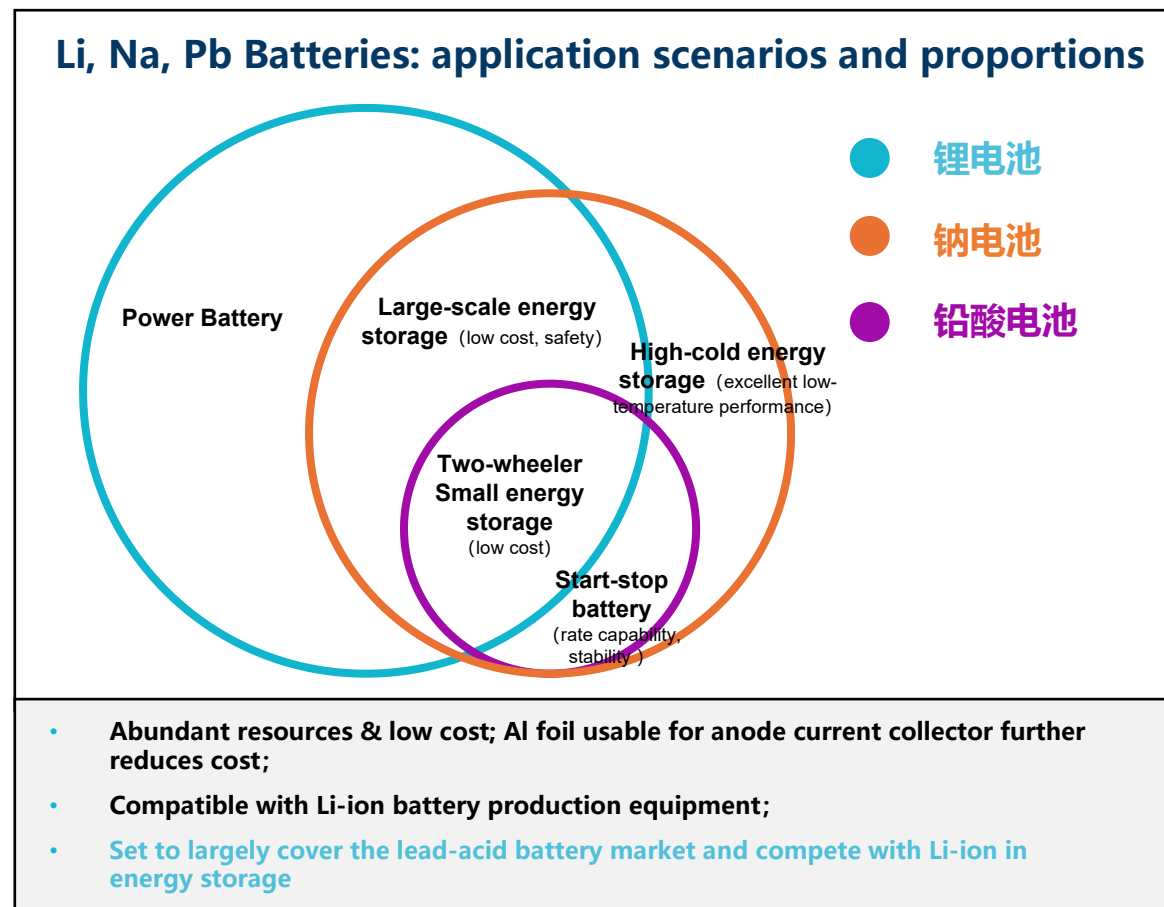 Li, Na, Pb Batteries: application scenarios and proportions
锂电池
钠电池
铅酸电池
Power Battery
Large-scale energy
storage（low cost, safety）
High-cold energy
storage（excellent low-
temperature performance）
Two-wheeler
Small energy
storage
（low cost）
Start-stop
battery
（rate capability,
stability）
• Abundant resources & low cost; Al foil usable for anode current collector further
reduces cost;
• Compatible with Li-ion battery production equipment;
• Set to largely cover the lead-acid battery market and compete with Li-ion in
energy storage